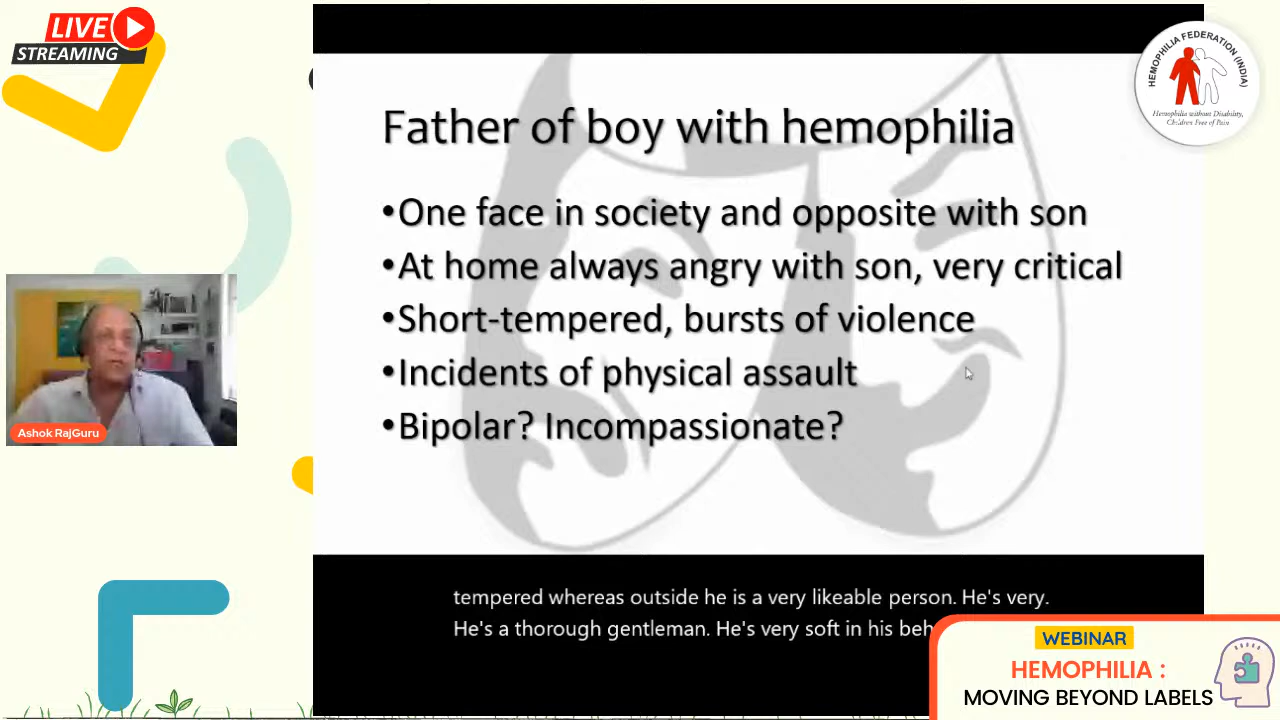 LIVE
STREAMING
HEMOPHILIA FEDERATION (INDIA)
Hemophilia without Disability,
Children Free of Pain
Father of boy with hemophilia
•One face in society and opposite with son
•At home always angry with son, very critical
•Short-tempered, bursts of violence
•Incidents of physical assault
•Bipolar? Incompassionate?
Ashok RajGuru
tempered whereas outside he is a very likeable person. He's very.
He's a thorough gentleman. He's very soft in his beh
WEBINAR
HEMOPHILIA :
MOVING BEYOND LABELS